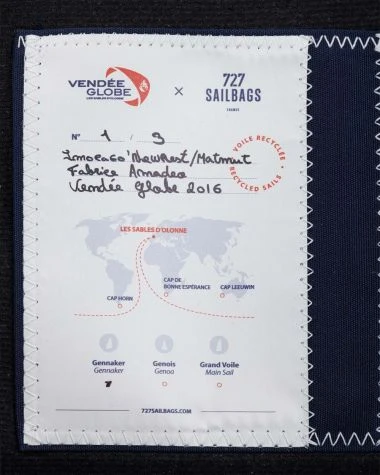 VENDÉE
GLOBE
LES SABLES D'OLONNE
×
727
SAILBAGS
FRANCE
N° 1 / 3
Imoca60 'NewRest/Matmut
Fabrice Amedeo
Vendée Globe 2016
VOILE RECYCLÉE • RECYCLED SAILS •
LES SABLES D'OLONNE
CAP DE
BONNE ESPÉRANCE
CAP LEEUWIN
CAP HORN
Gennaker Genois Grand Voile
Gennaker Genoa Main Sail
727SAILBAGS.COM